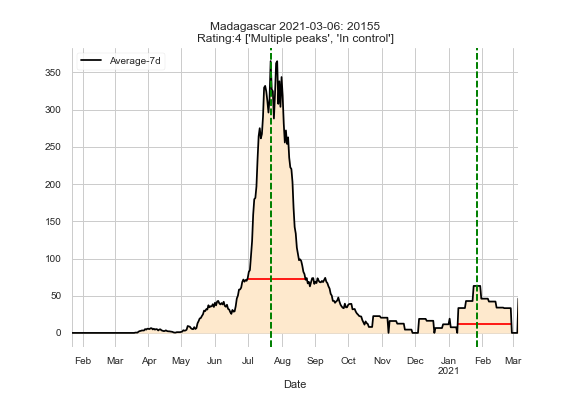 Madagascar 2021-03-06: 20155
Rating:4 ['Multiple peaks', 'In control']
Average-7d
350
300
250
200
150
100
50
0
Feb Mar Apr May Jun Jul Aug Sep Oct Nov Dec Jan Feb Mar
2021
Date